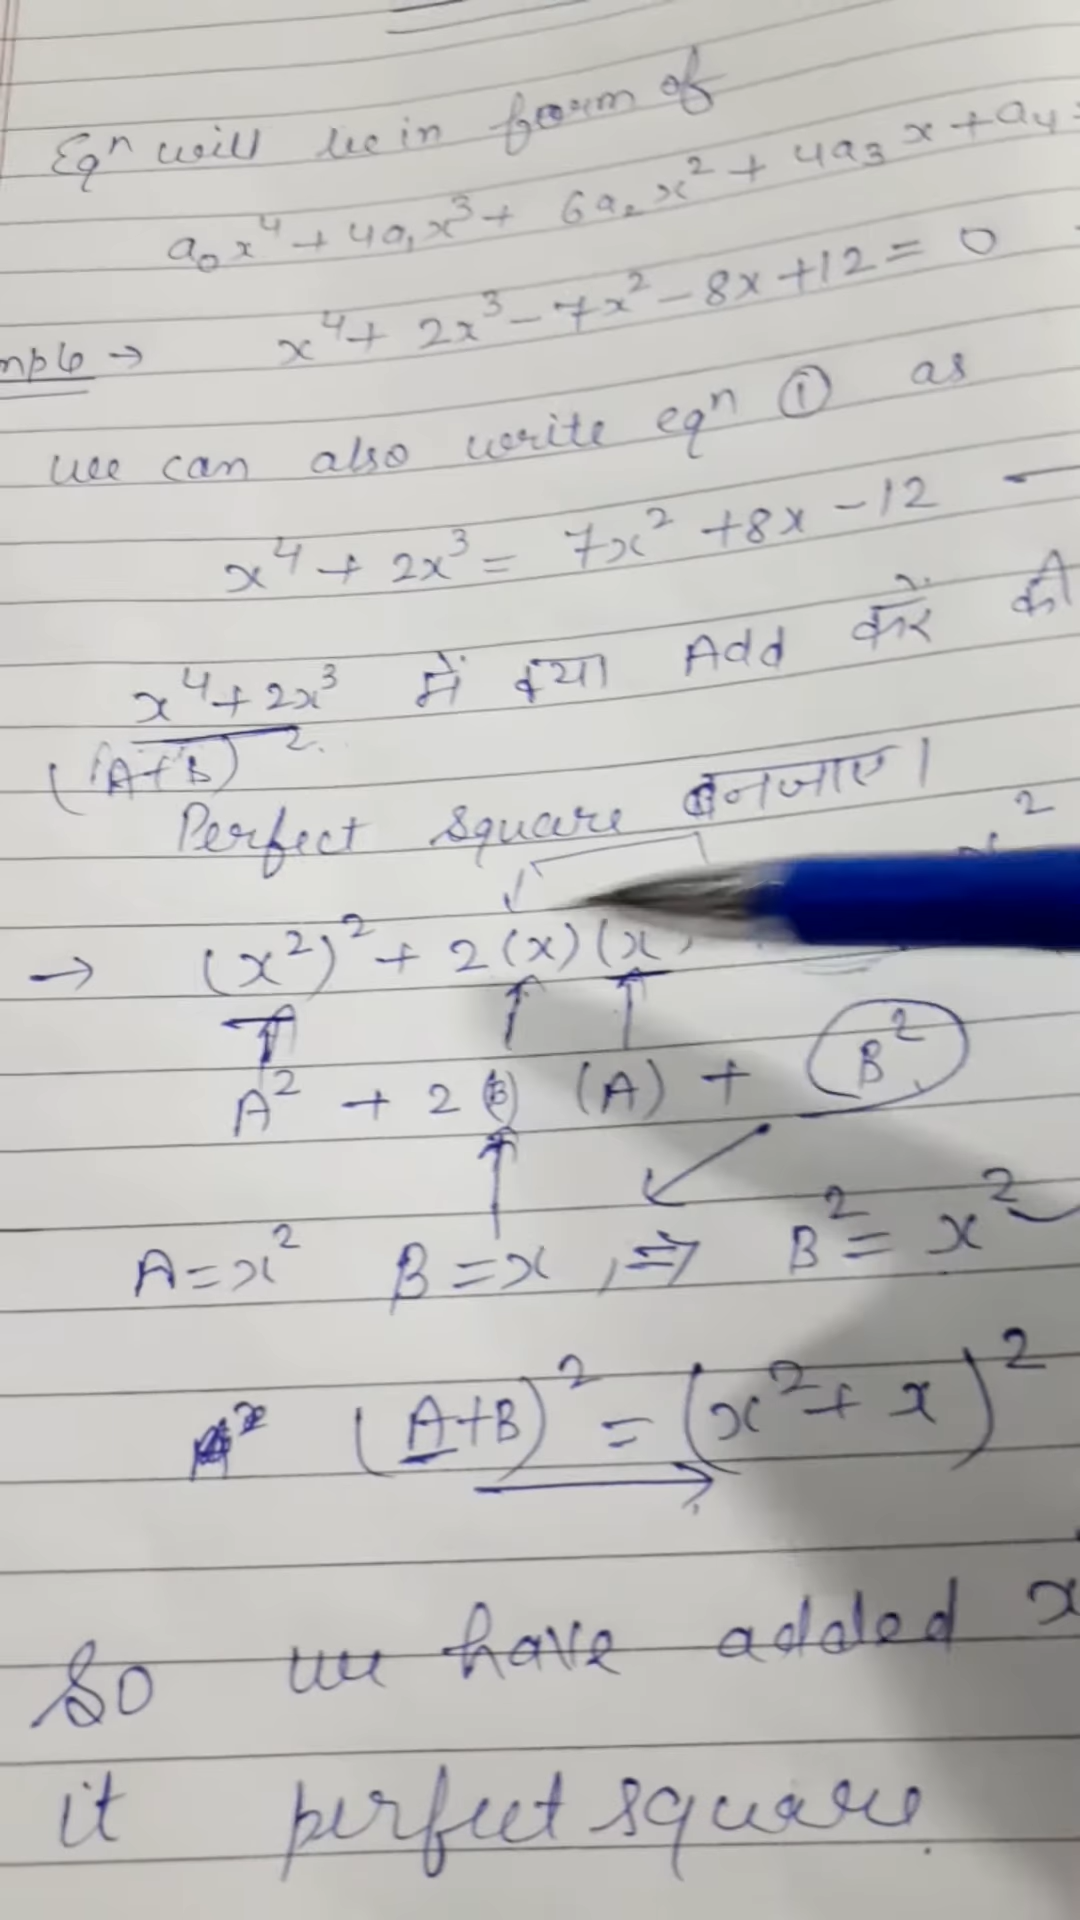 Eqⁿ will be in form of
a₀x⁴ + 4a₁x³ + 6a₂x² + 4a₃x + a₄ =
x⁴ + 2x³ - 7x² - 8x + 12 = 0
we can also write eqⁿ ① as
x⁴ + 2x³ = 7x² + 8x - 12
x⁴ + 2x³ में क्या Add करें की
(A+B)²
Perfect square बनजाए।
→ (x²)² + 2(x)(x
A² + 2(B)(A) + B²
A = x² B = x, ⇒ B² = x²
(A+B)² = (x² + x)²
So we have added x
it perfect square.